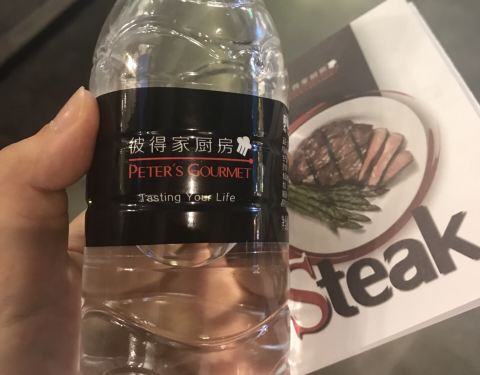 彼得家厨房
PETER'S GOURMET
Tasting Your Life
Steak